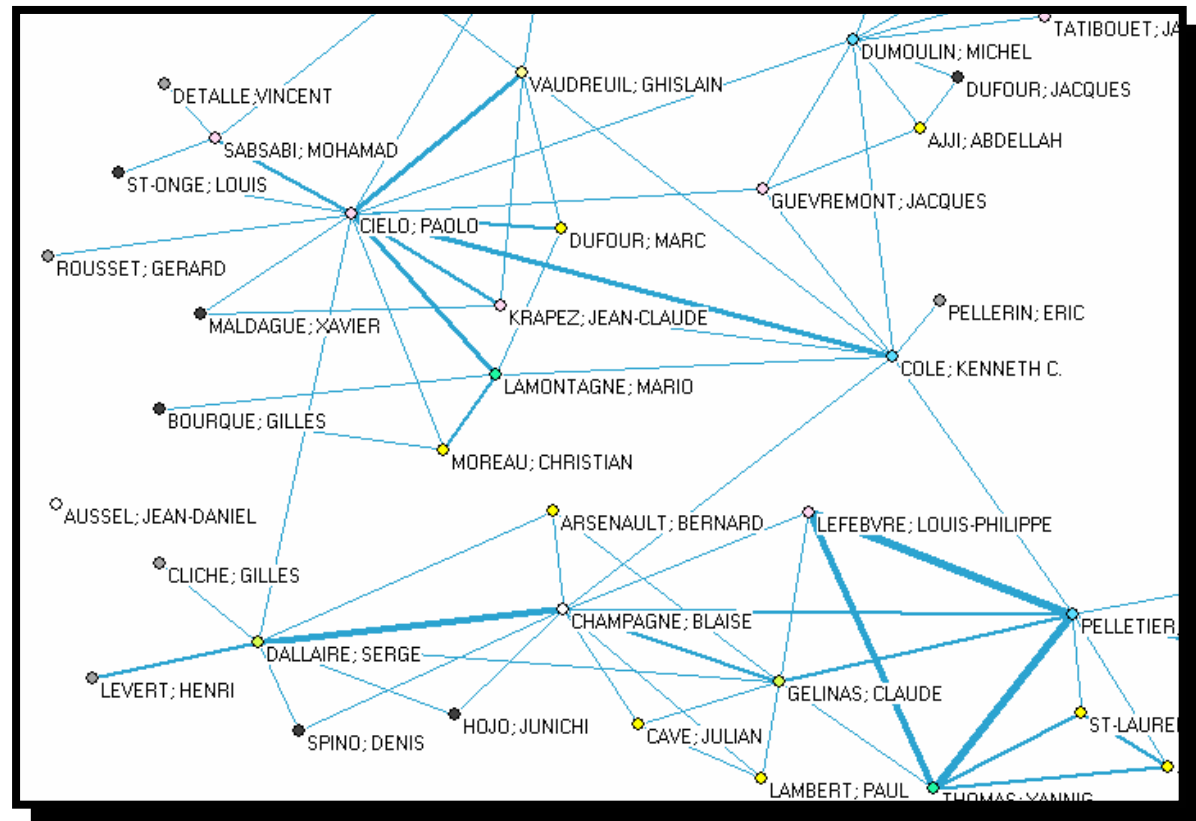 TATIBOUET; JA
DUMOULIN; MICHEL
VAUDREUIL; GHISLAIN
DUFOUR; JACQUES
DETALLE; VINCENT
AJJI; ABDELLAH
SABSABI; MOHAMAD
ST-ONGE; LOUIS
GUEVREMONT; JACQUES
CIELO; PAOLO
DUFOUR; MARC
ROUSSET; GERARD
PELLERIN; ERIC
KRAPEZ; JEAN-CLAUDE
MALDAGUE; XAVIER
COLE; KENNETH C.
LAMONTAGNE; MARIO
BOURQUE; GILLES
MOREAU; CHRISTIAN
AUSSEL; JEAN-DANIEL
ARSENAULT; BERNARD
LEFEBVRE; LOUIS-PHILIPPE
CLICHE; GILLES
CHAMPAGNE; BLAISE
PELLETIER;
DALLAIRE; SERGE
LEVERT; HENRI
GELINAS; CLAUDE
HOJO; JUNICHI
ST-LAURE
SPINO; DENIS
CAVE; JULIAN
LAMBERT; PAUL
THOMAS; YANNIG